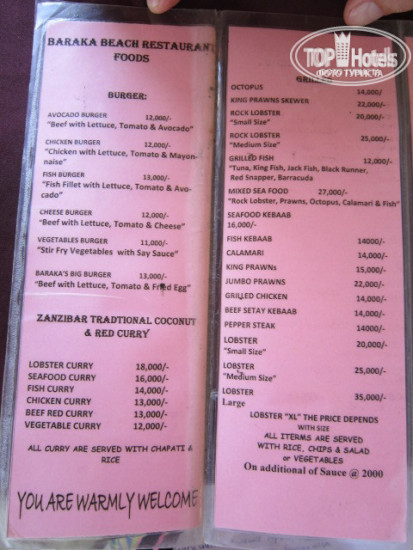 BARAKA BEACH RESTAURANT
FOODS
BURGER:
AVOCADO BURGER 12,000/-
"Beef with Lettuce, Tomato & Avocado"
CHICKEN BURGER 12,000/-
"Chicken with Lettuce, Tomato & Mayon-
naise"
FISH BURGER 13,000/-
"Fish Fillet with Lettuce, Tomato & Avo-
cado"
CHEESE BURGER 12,000/-
"Beef with Lettuce, Tomato & Cheese"
VEGETABLES BURGER 11,000/-
"Stir Fry Vegetables with Say Sauce"
BARAKA'S BIG BURGER 13,000/-
"Beef with Lettuce, Tomato & Fried Egg"
ZANZIBAR TRADTIONAL COCONUT
& RED CURRY
LOBSTER CURRY 18,000/-
SEAFOOD CURRY 16,000/-
FISH CURRY 14,000/-
CHICKEN CURRY 13,000/-
BEEF RED CURRY 13,000/-
VEGETABLE CURRY 12,000/-
ALL CURRY ARE SERVED WITH CHAPATI &
RICE
YOU ARE WARMLY WELCOME
TOP Hotels
ФОТО ТУРИСТА
OCTOPUS 14,000/-
KING PRAWNS SKEWER 22,000/-
ROCK LOBSTER 20,000/-
"Small Size"
ROCK LOBSTER 25,000/-
"Medium Size"
GRILLED FISH 12,000/-
"Tuna, King Fish, Jack Fish, Black Runner,
Red Snapper, Barracuda
MIXED SEA FOOD 27,000/-
"Rock Lobster, Prawns, Octopus, Calamari & Fish"
SEAFOOD KEBAAB
16,000/-
FISH KEBAAB 14000/-
CALAMARI 14,000/-
KING PRAWNs 15,000/-
JUMBO PRAWNS 22,000/-
GRILLED CHICKEN 14,000/-
BEEF SETAY KEBAAB 14,000/-
PEPPER STEAK 14000/-
LOBSTER 20,000/-
"Small Size"
LOBSTER 25,000/-
"Medium Size"
LOBSTER 35,000/-
Large
LOBSTER "XL" THE PRICE DEPENDS
WITH SIZE
ALL ITERMS ARE SERVED
WITH RICE, CHIPS & SALAD
or VEGETABLES
On additional of Sauce @ 2000